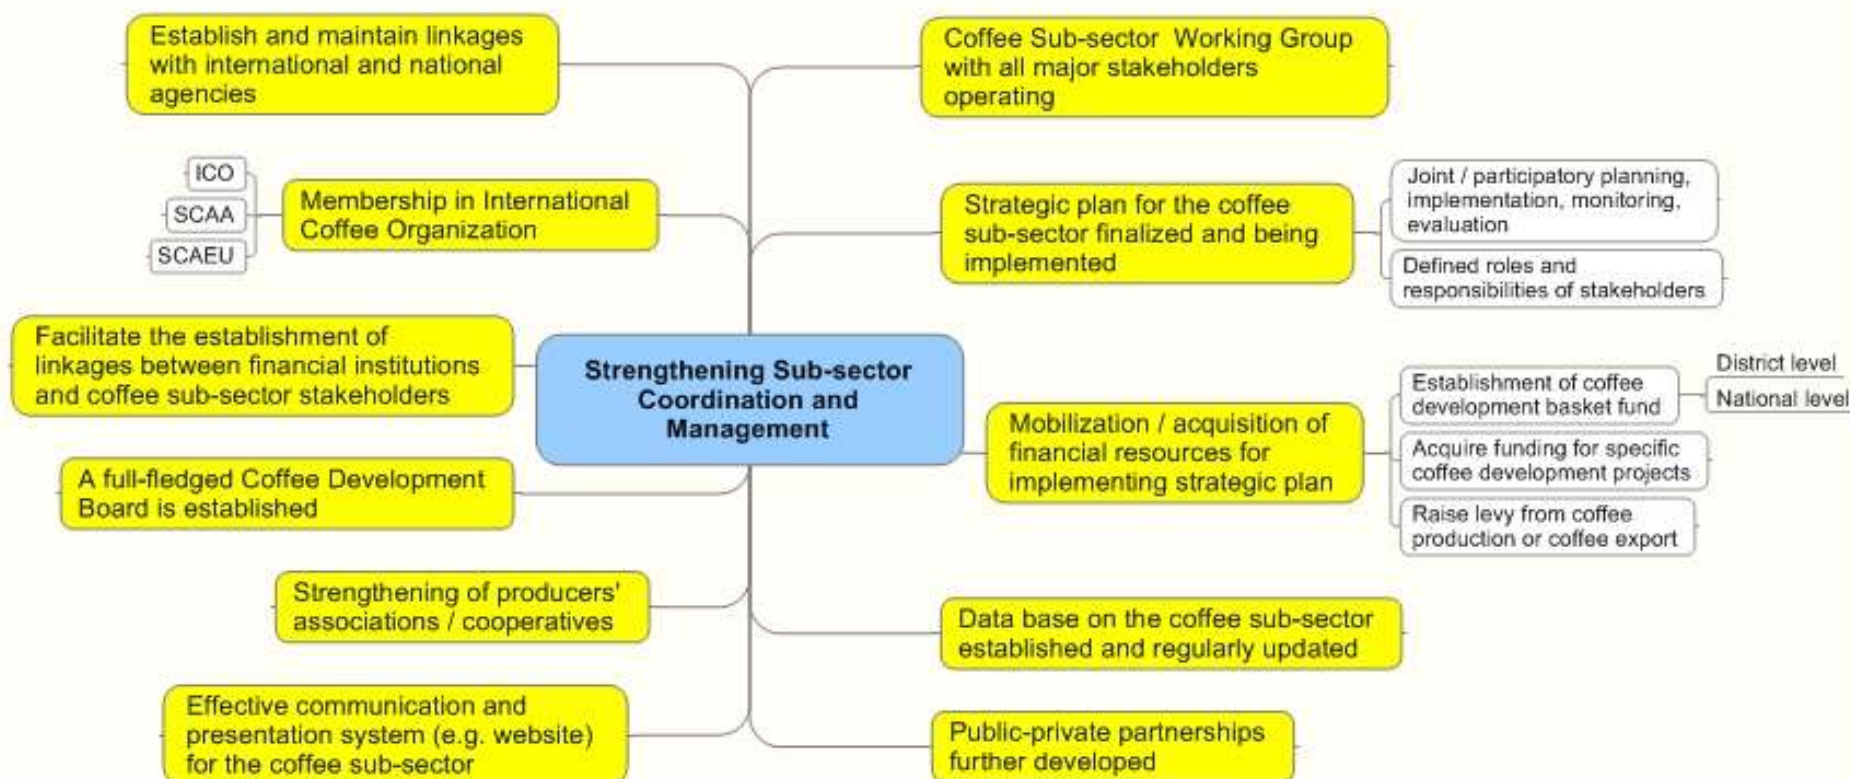 Establish and maintain linkages
with international and national
agencies
ICO
SCAA
SCAEU
Membership in International
Coffee Organization
Facilitate the establishment of
linkages between financial institutions
and coffee sub-sector stakeholders
A full-fledged Coffee Development
Board is established
Strengthening of producers'
associations / cooperatives
Effective communication and
presentation system (e.g. website)
for the coffee sub-sector
Strengthening Sub-sector
Coordination and
Management
Coffee Sub-sector Working Group
with all major stakeholders
operating
Strategic plan for the coffee
sub-sector finalized and being
implemented
Joint / participatory planning,
implementation, monitoring,
evaluation
Defined roles and
responsibilities of stakeholders
Mobilization / acquisition of
financial resources for
implementing strategic plan
Establishment of coffee
development basket fund
District level
National level
Acquire funding for specific
coffee development projects
Raise levy from coffee
production or coffee export
Data base on the coffee sub-sector
established and regularly updated
Public-private partnerships
further developed